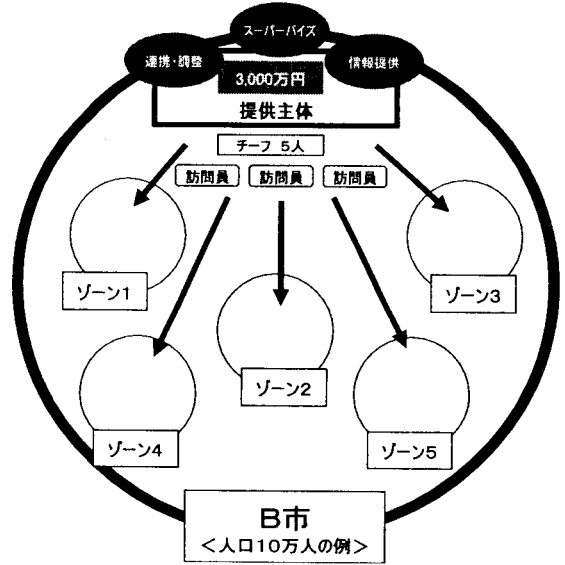 スーパーバイズ
連携・調整
情報提供
3,000万円
提供主体
チーフ 5人
訪問員 訪問員 訪問員
ゾーン1
ゾーン3
ゾーン2
ゾーン4
ゾーン5
B市
＜人口10万人の例＞